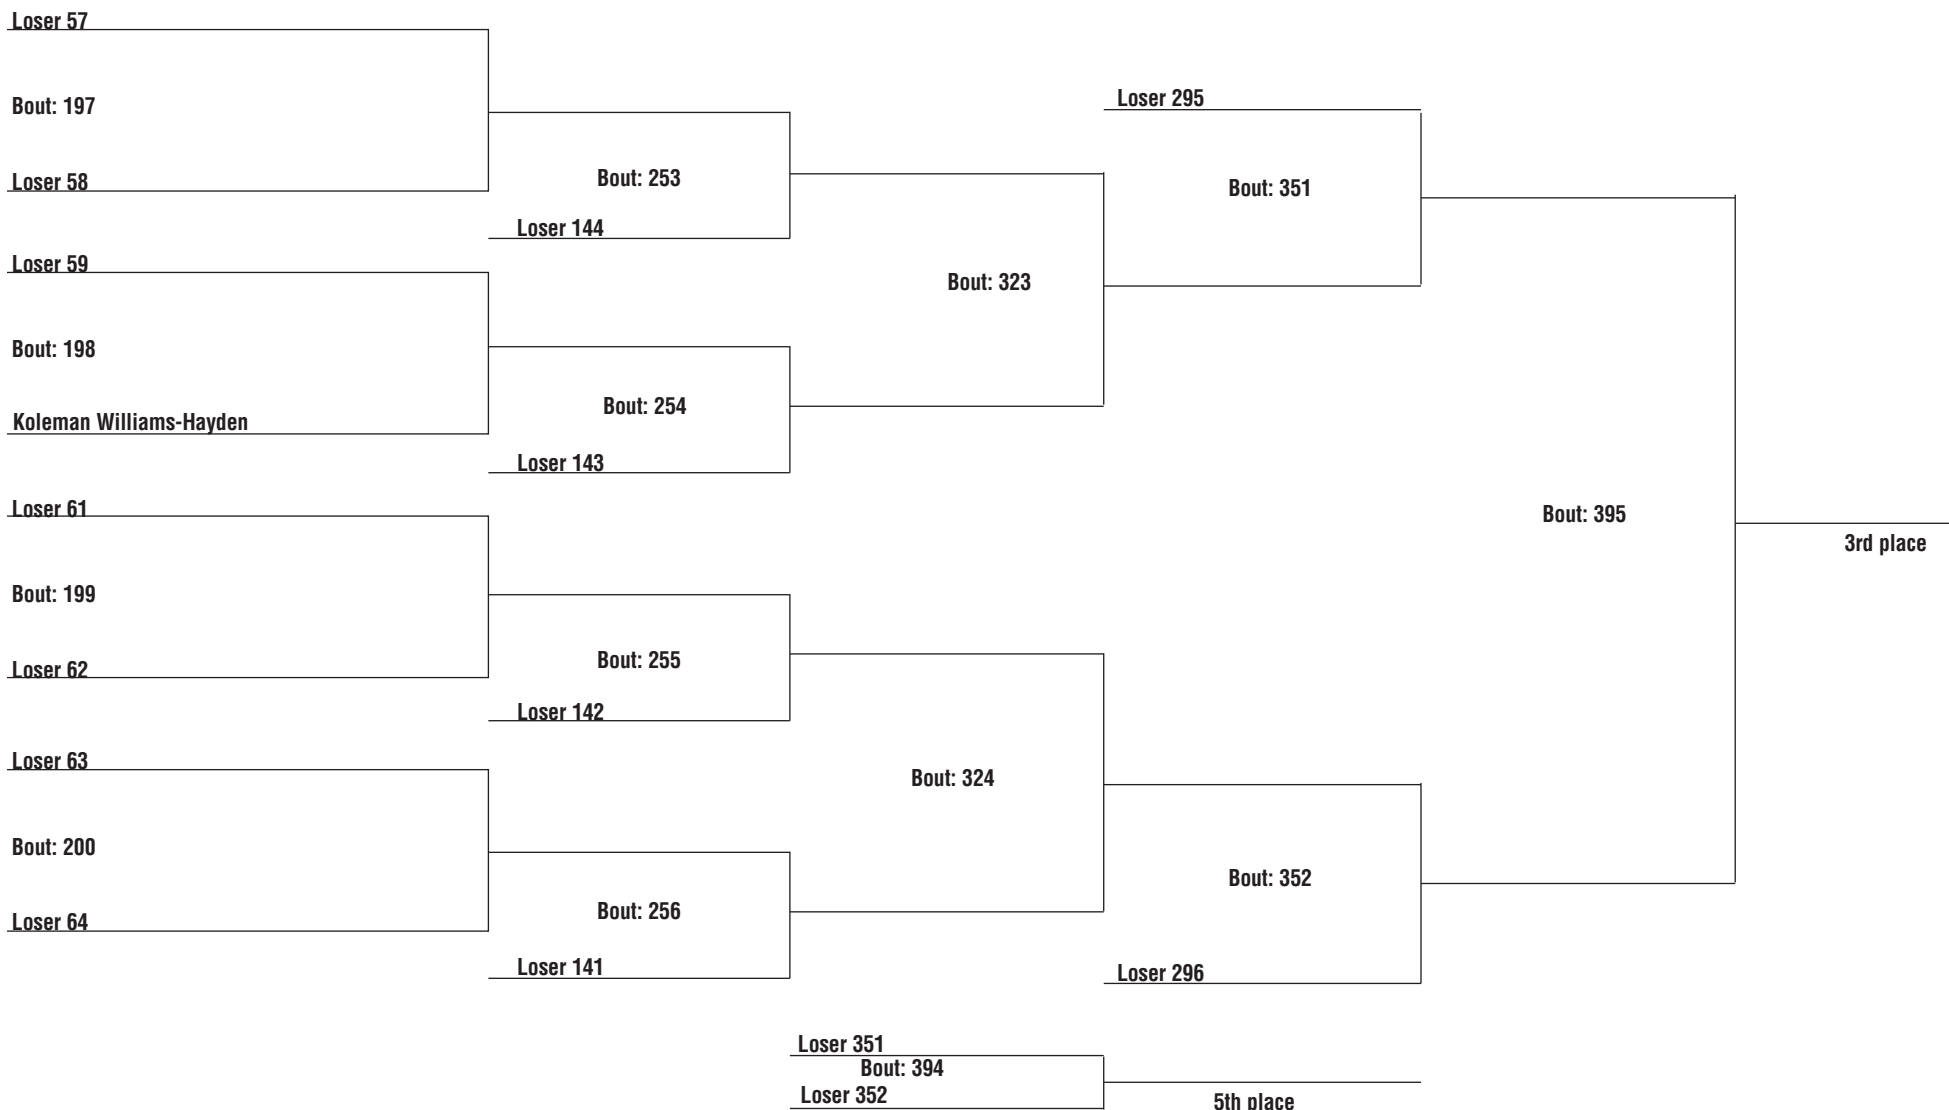 Loser 57
Bout: 197
Loser 58
Loser 59
Bout: 198
Koleman Williams-Hayden
Loser 61
Bout: 199
Loser 62
Loser 63
Bout: 200
Loser 64
Bout: 253
Loser 144
Bout: 254
Loser 143
Bout: 255
Loser 142
Bout: 256
Loser 141
Bout: 323
Bout: 324
Loser 295
Bout: 351
Bout: 352
Loser 296
Bout: 395
3rd place
Loser 351
Bout: 394
Loser 352
5th place